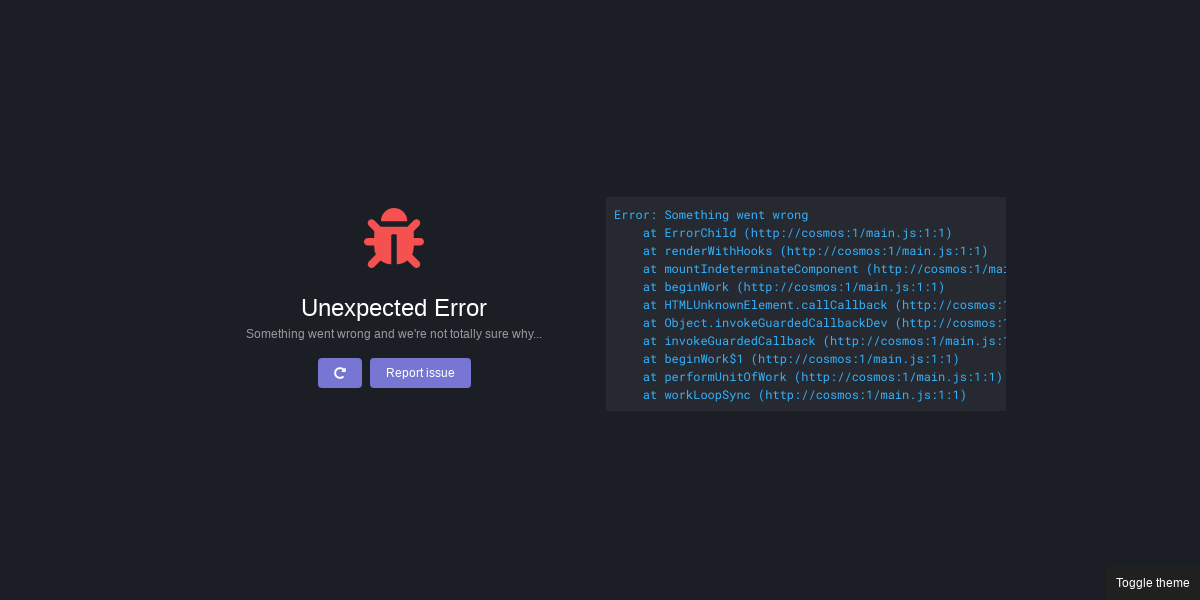 Unexpected Error
Something went wrong and we're not totally sure why...
Report issue
Error: Something went wrong
at ErrorChild (http://cosmos:1/main.js:1:1)
at renderWithHooks (http://cosmos:1/main.js:1:1)
at mountIndeterminateComponent (http://cosmos:1/mai
at beginWork (http://cosmos:1/main.js:1:1)
at HTMLUnknownElement.callCallback (http://cosmos:1
at Object.invokeGuardedCallbackDev (http://cosmos:1
at invokeGuardedCallback (http://cosmos:1/main.js:1
at beginWork$1 (http://cosmos:1/main.js:1:1)
at performUnitOfWork (http://cosmos:1/main.js:1:1)
at workLoopSync (http://cosmos:1/main.js:1:1)
Toggle theme